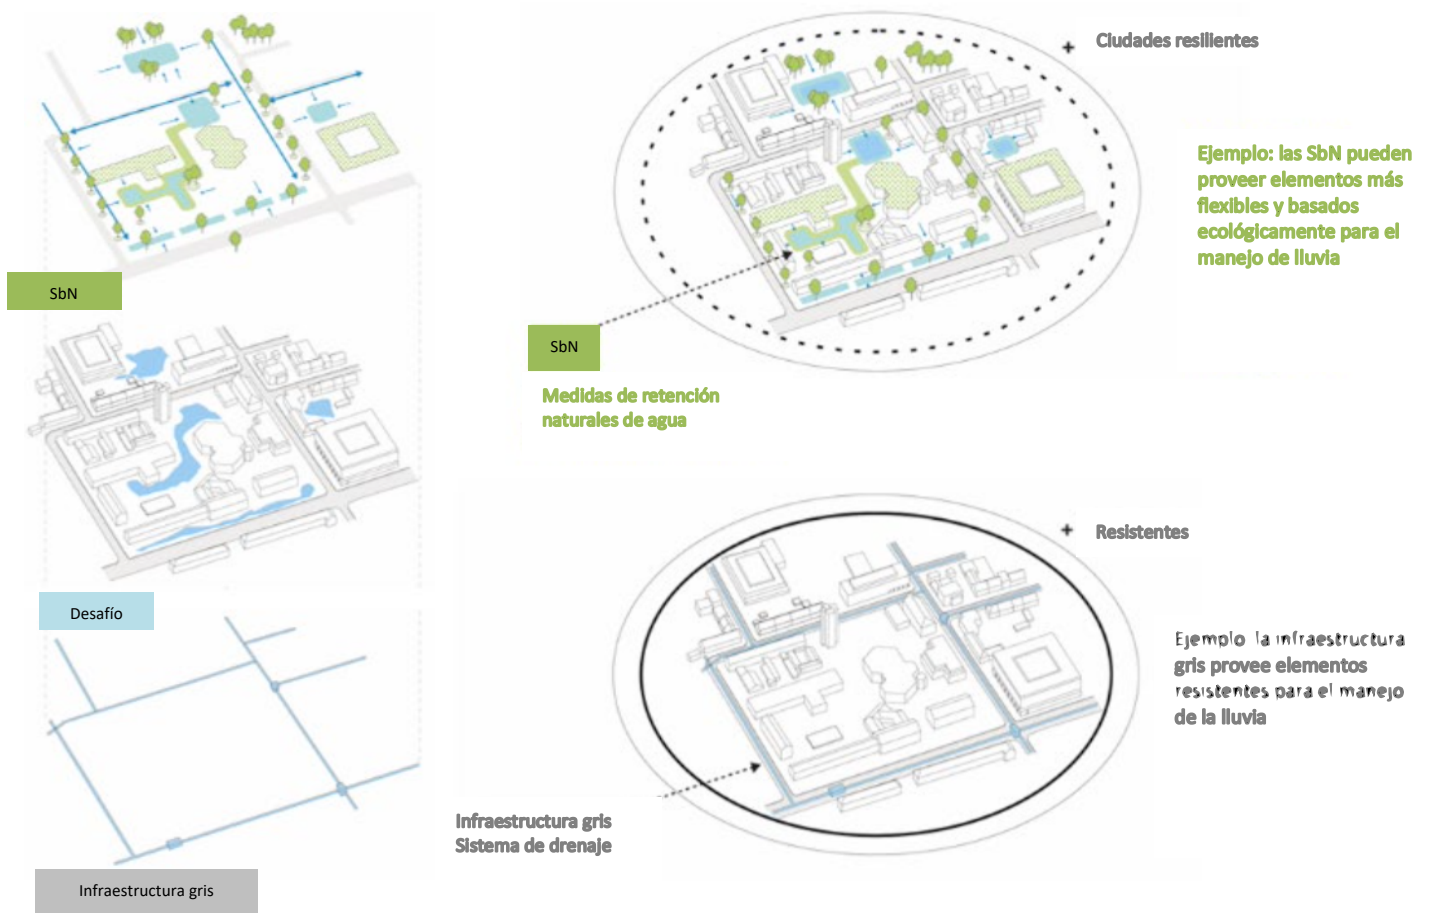 Ciudades resilientes
Ejemplo: las SbN pueden
proveer elementos más
flexibles y basados
ecológicamente para el
manejo de lluvia
SbN
SbN
Medidas de retención
naturales de agua
Resistentes
Desafío
Ejemplo la infraestructura
gris provee elementos
resistentes para el manejo
de la lluvia
Infraestructura gris
Sistema de drenaje
Infraestructura gris